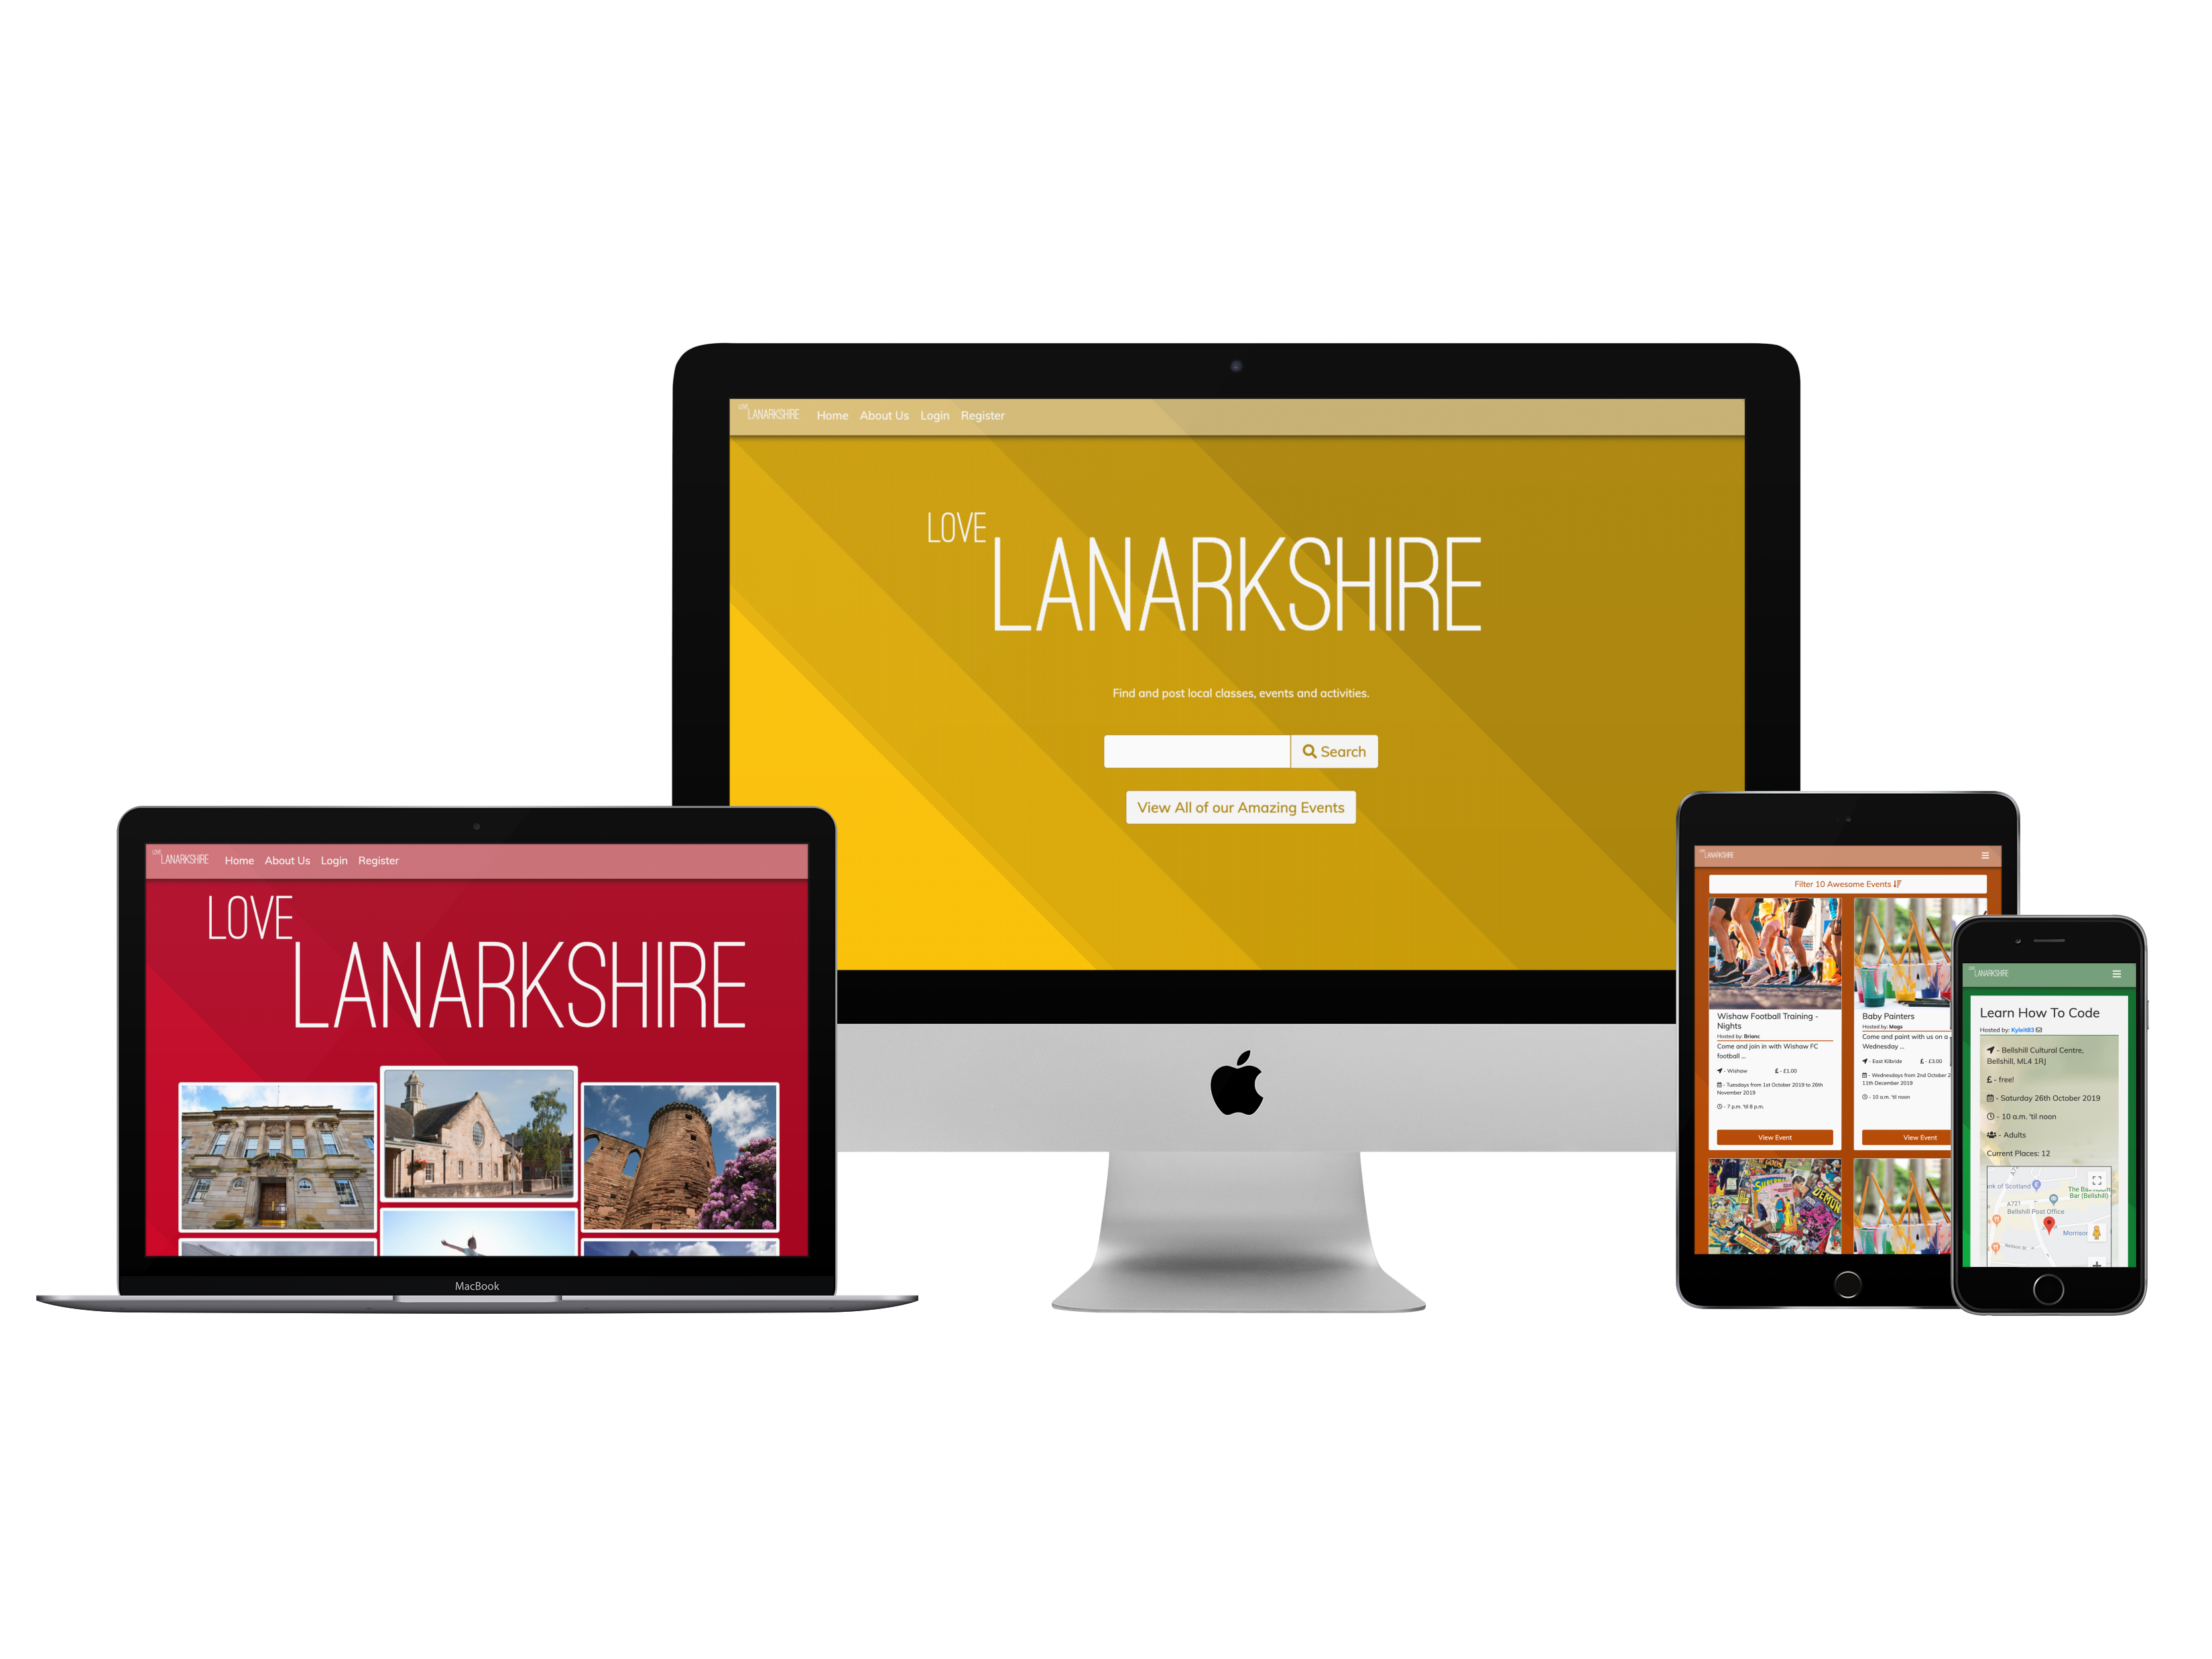 LOVE
LANARKSHIRE Home About Us Login Register
LOVE
LANARKSHIRE
Find and post local classes, events and activities.
Search
View All of our Amazing Events
LOVE
LANARKSHIRE Home About Us Login Register
LOVE
LANARKSHIRE
MacBook
LANARKSHIRE
Filter 10 Awesome Events
Wishaw Football Training -
Nights
Hosted by: Brianc
Come and join in with Wishaw FC
football ...
- Wishaw £ - £1.00
- Tuesdays from 1st October 2019 to 26th
November 2019
- 7 p.m. 'til 8 p.m.
View Event
Baby Painters
Hosted by: Mags
Come and paint with us on a
Wednesday ...
- East Kilbride £ - £3.00
- Wednesdays from 2nd October 2
11th December 2019
- 10 a.m. 'til noon
View Event
SUPERMAN
DEMON
LANARKSHIRE
Learn How To Code
Hosted by: Kyleit83
- Bellshill Cultural Centre,
Bellshill, ML4 1RJ
£ - free!
- Saturday 26th October 2019
- 10 a.m. 'til noon
- Adults
Current Places: 12
nk of Scotland
Bar (Bellshill)
A721
Bellshill Post Office
Morrisor